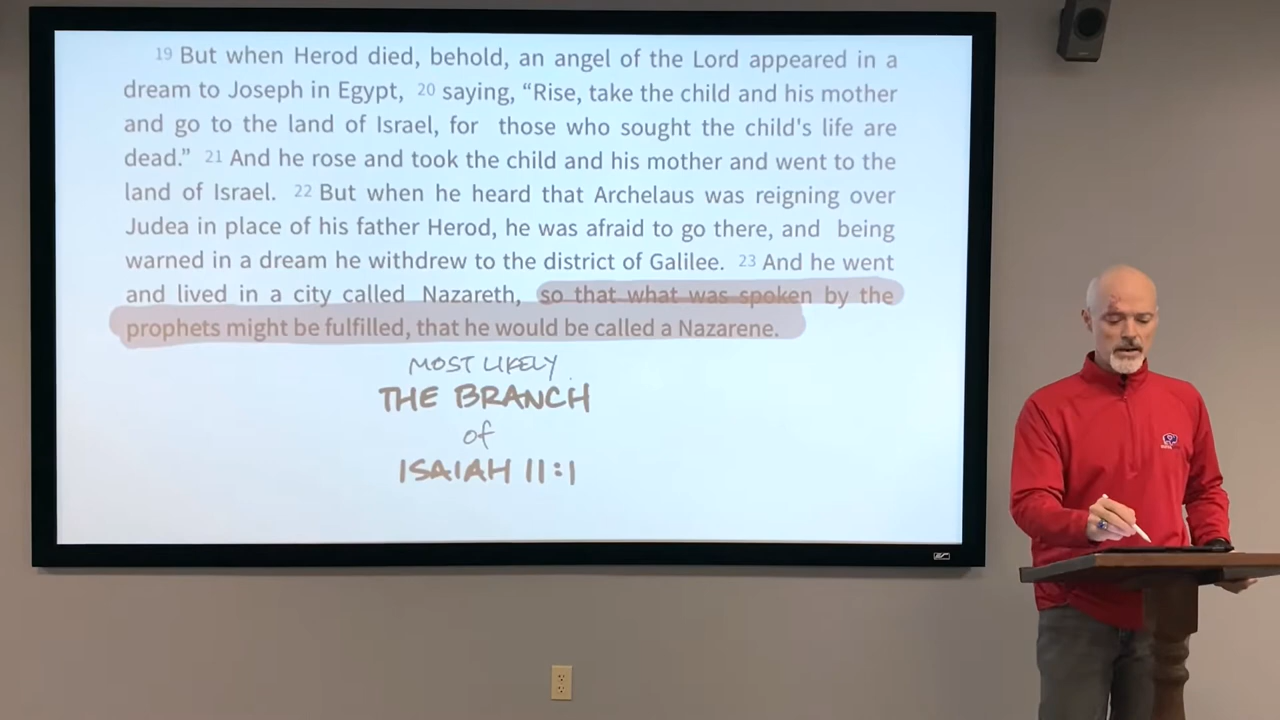 19 But when Herod died, behold, an angel of the Lord appeared in a
dream to Joseph in Egypt, 20 saying, “Rise, take the child and his mother
and go to the land of Israel, for those who sought the child's life are
dead.” 21 And he rose and took the child and his mother and went to the
land of Israel. 22 But when he heard that Archelaus was reigning over
Judea in place of his father Herod, he was afraid to go there, and being
warned in a dream he withdrew to the district of Galilee. 23 And he went
and lived in a city called Nazareth, so that what was spoken by the
prophets might be fulfilled, that he would be called a Nazarene.
MOST LIKELY
THE BRANCH
of
ISAIAH 11:1